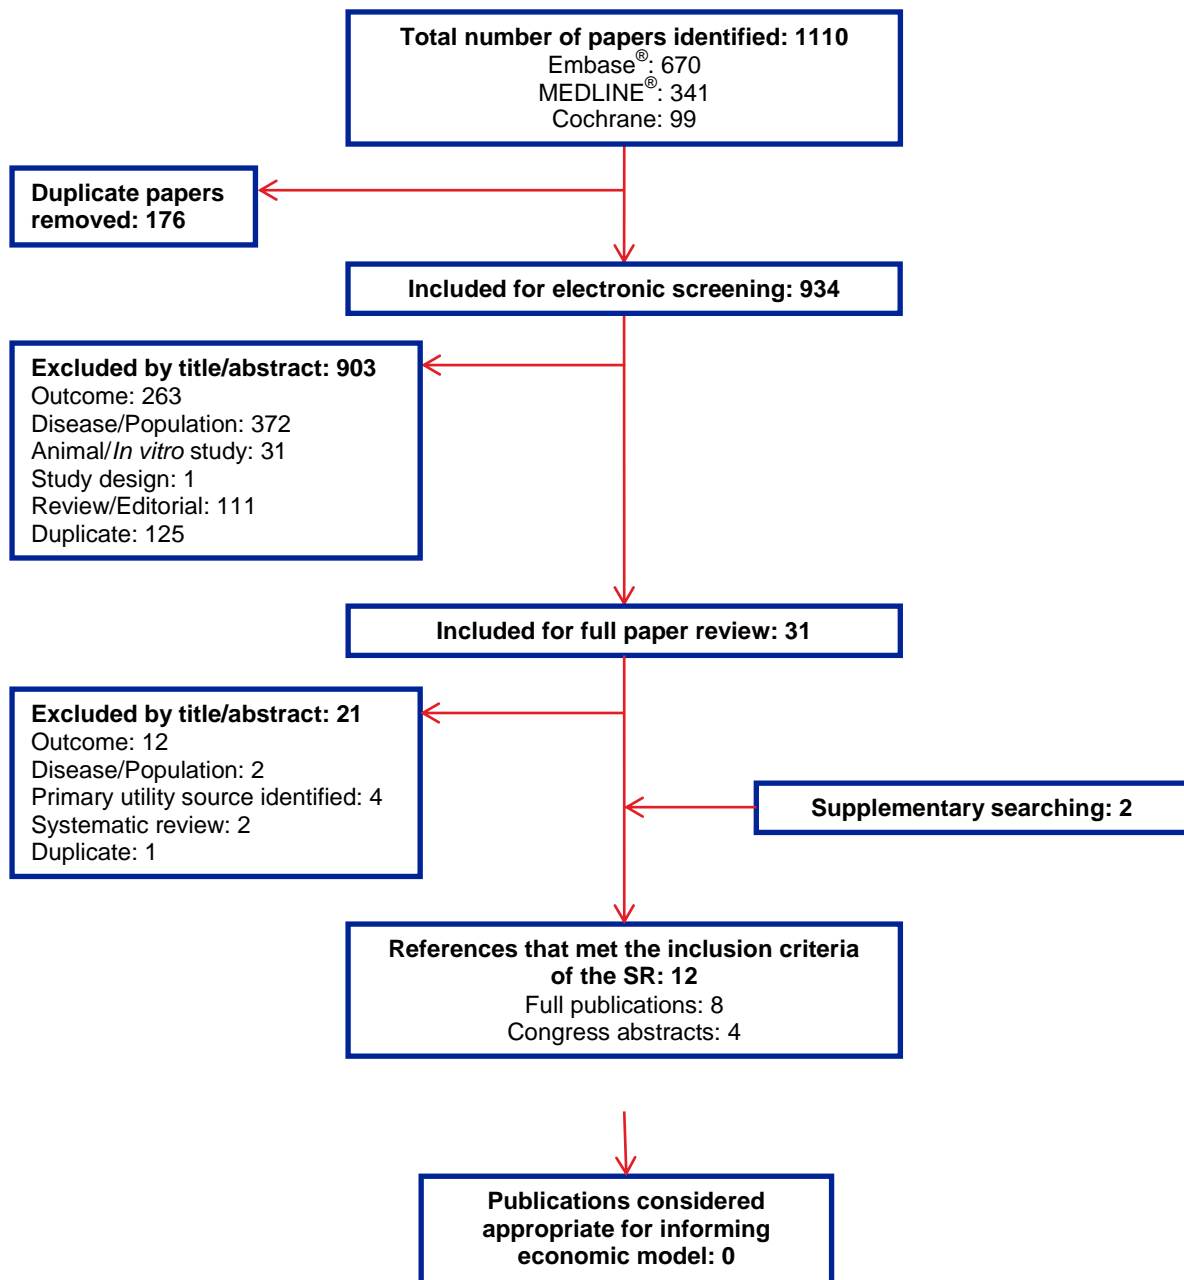 Total number of papers identified: 1110
Embase®: 670
MEDLINE®: 341
Cochrane: 99
Duplicate papers
removed: 176
Included for electronic screening: 934
Excluded by title/abstract: 903
Outcome: 263
Disease/Population: 372
Animal/In vitro study: 31
Study design: 1
Review/Editorial: 111
Duplicate: 125
Included for full paper review: 31
Excluded by title/abstract: 21
Outcome: 12
Disease/Population: 2
Primary utility source identified: 4
Systematic review: 2
Duplicate: 1
Supplementary searching: 2
References that met the inclusion criteria
of the SR: 12
Full publications: 8
Congress abstracts: 4
Publications considered
appropriate for informing
economic model: 0